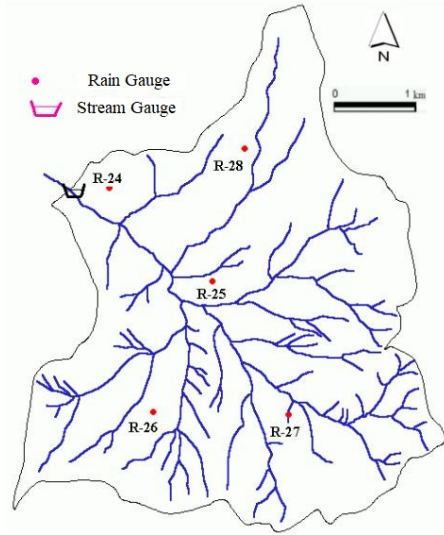 N
Rain Gauge
Stream Gauge
0 1 km
R-24
R-28
R-25
R-26
R-27